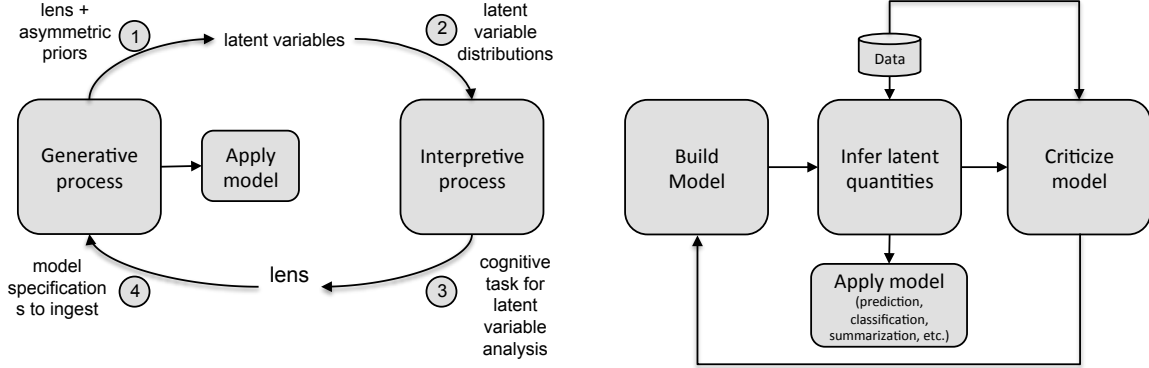 lens +
asymmetric
priors
1
latent variables
2
latent
variable
distributions
Generative
process
Apply
model
Interpretive
process
model
specification
s to ingest
4
lens
3
cognitive
task for
latent
variable
analysis
Data
Build
Model
Infer latent
quantities
Criticize
model
Apply model
(prediction,
classification,
summarization, etc.)